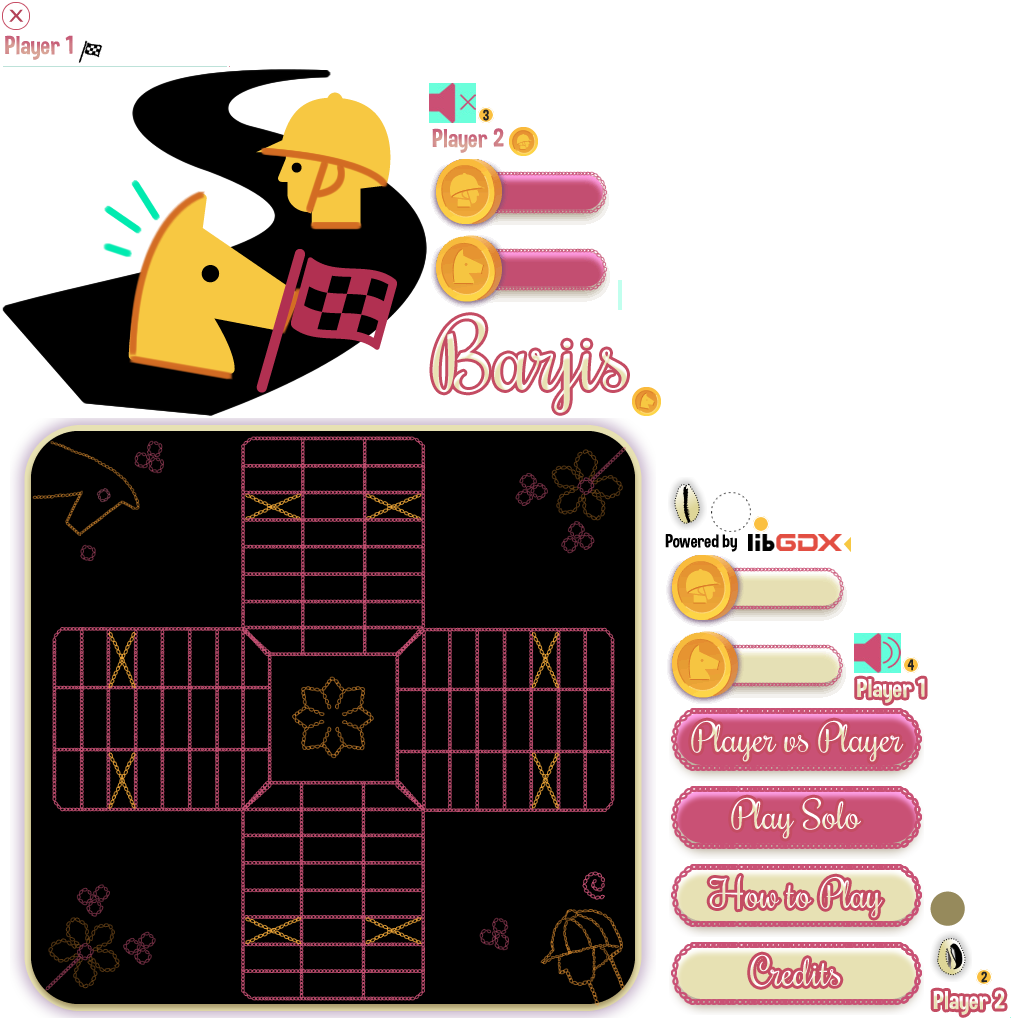 Player 1
3
Player 2
Barjis
Powered by libGDX
4
Player 1
Player vs Player
Play Solo
How to Play
Credits
2
Player 2